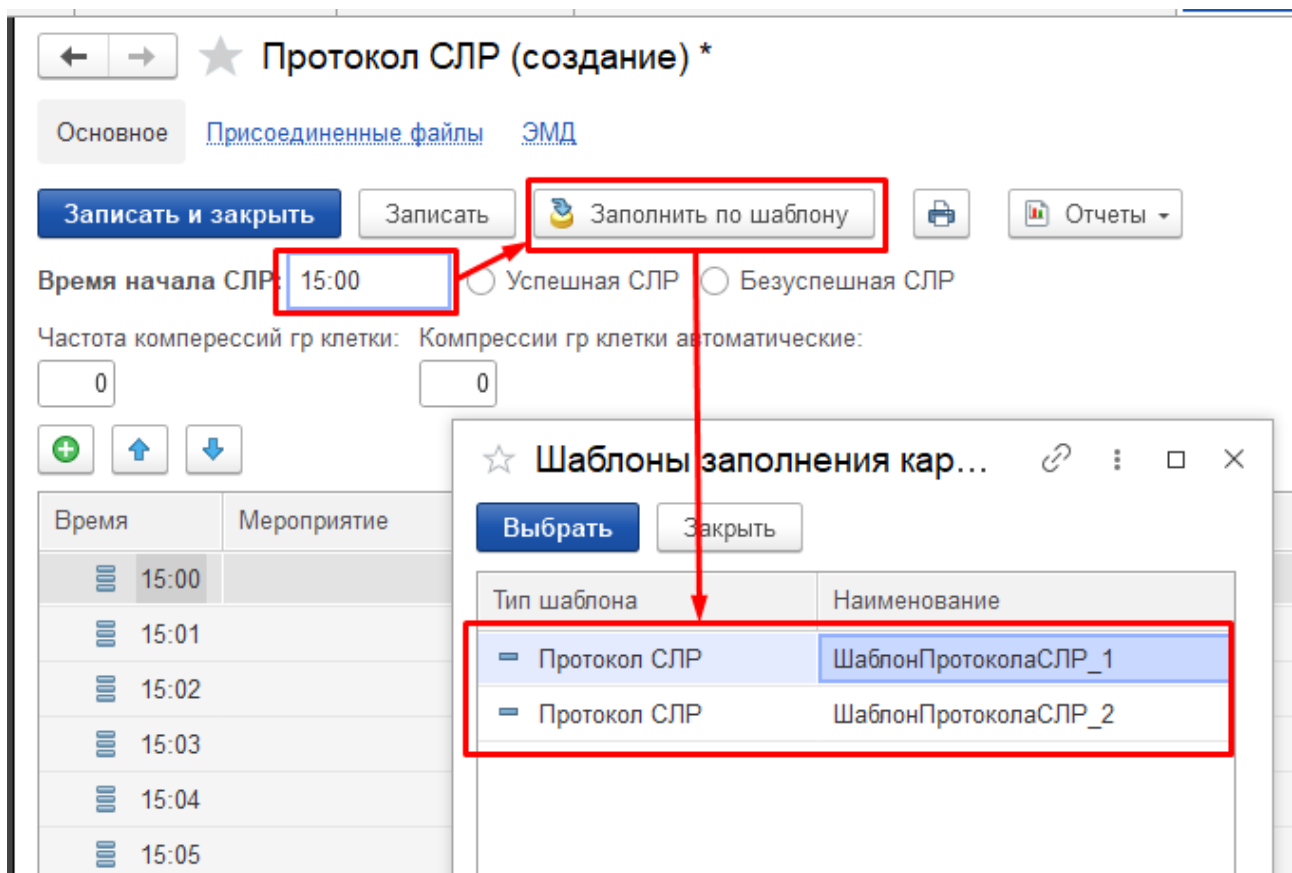 Протокол СЛР (создание) *
Основное Присоединенные файлы ЭМД
Записать и закрыть Записать Заполнить по шаблону Отчеты
Время начала СЛР: 15:00 Успешная СЛР Безуспешная СЛР
Частота комперессий гр клетки: Компрессии гр клетки автоматические:
0 0
Шаблоны заполнения кар...
Время Мероприятие
Выбрать Закрыть
15:00
Тип шаблона Наименование
15:01
Протокол СЛР ШаблонПротоколаСЛР_1
15:02
Протокол СЛР ШаблонПротоколаСЛР_2
15:03
15:04
15:05